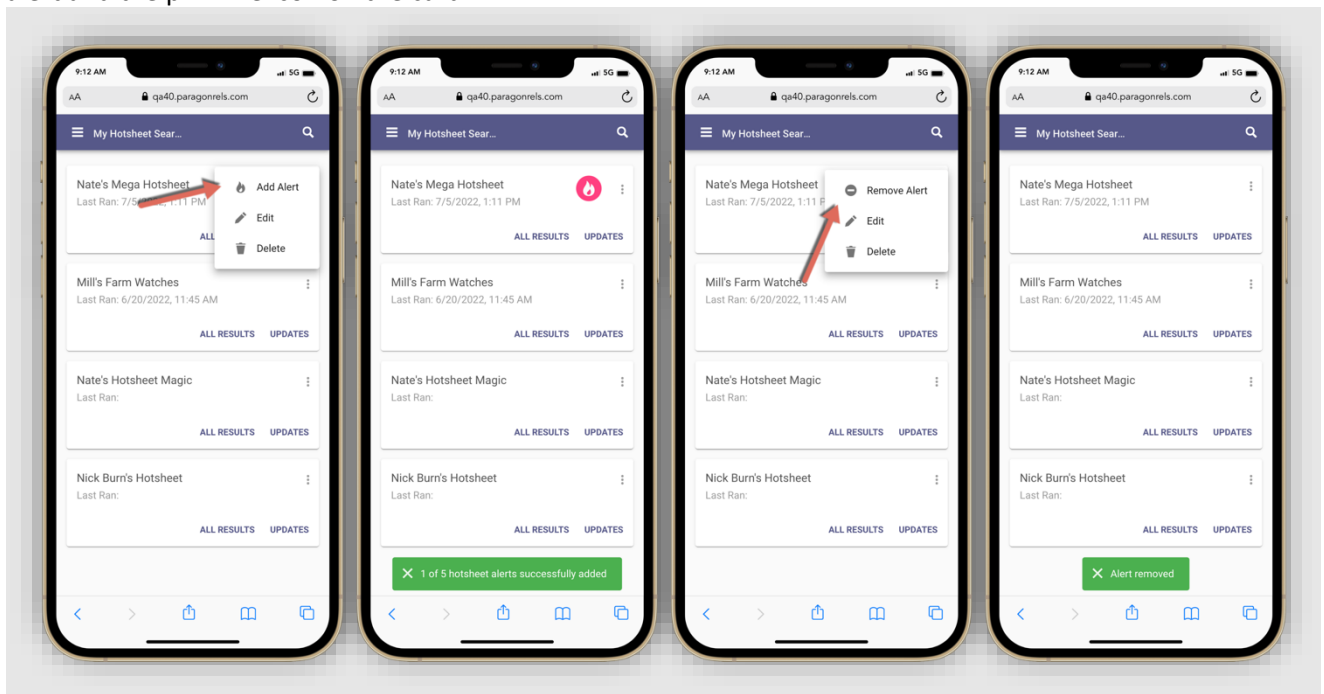 9:12 AM 5G
AA qa40.paragonrels.com
My Hotsheet Sear...
Nate's Mega Hotsheet
Add Alert
Last Ran: 7/5/2022, 1:11 PM
Edit
ALL
Delete
Mill's Farm Watches
Last Ran: 6/20/2022, 11:45 AM
ALL RESULTS UPDATES
Nate's Hotsheet Magic
Last Ran:
ALL RESULTS UPDATES
Nick Burn's Hotsheet
Last Ran:
ALL RESULTS UPDATES
9:12 AM 5G
AA qa40.paragonrels.com
My Hotsheet Sear...
Nate's Mega Hotsheet
Last Ran: 7/5/2022, 1:11 PM
ALL RESULTS UPDATES
Mill's Farm Watches
Last Ran: 6/20/2022, 11:45 AM
ALL RESULTS UPDATES
Nate's Hotsheet Magic
Last Ran:
ALL RESULTS UPDATES
Nick Burn's Hotsheet
Last Ran:
ALL RESULTS UPDATES
1 of 5 hotsheet alerts successfully added
9:12 AM 5G
AA qa40.paragonrels.com
My Hotsheet Sear...
Nate's Mega Hotsheet
Remove Alert
Last Ran: 7/5/2022, 1:11 P
Edit
Delete
Mill's Farm Watches
Last Ran: 6/20/2022, 11:45 AM
ALL RESULTS UPDATES
Nate's Hotsheet Magic
Last Ran:
ALL RESULTS UPDATES
Nick Burn's Hotsheet
Last Ran:
ALL RESULTS UPDATES
9:12 AM 5G
AA qa40.paragonrels.com
My Hotsheet Sear...
Nate's Mega Hotsheet
Last Ran: 7/5/2022, 1:11 PM
ALL RESULTS UPDATES
Mill's Farm Watches
Last Ran: 6/20/2022, 11:45 AM
ALL RESULTS UPDATES
Nate's Hotsheet Magic
Last Ran:
ALL RESULTS UPDATES
Nick Burn's Hotsheet
Last Ran:
ALL RESULTS UPDATES
Alert removed